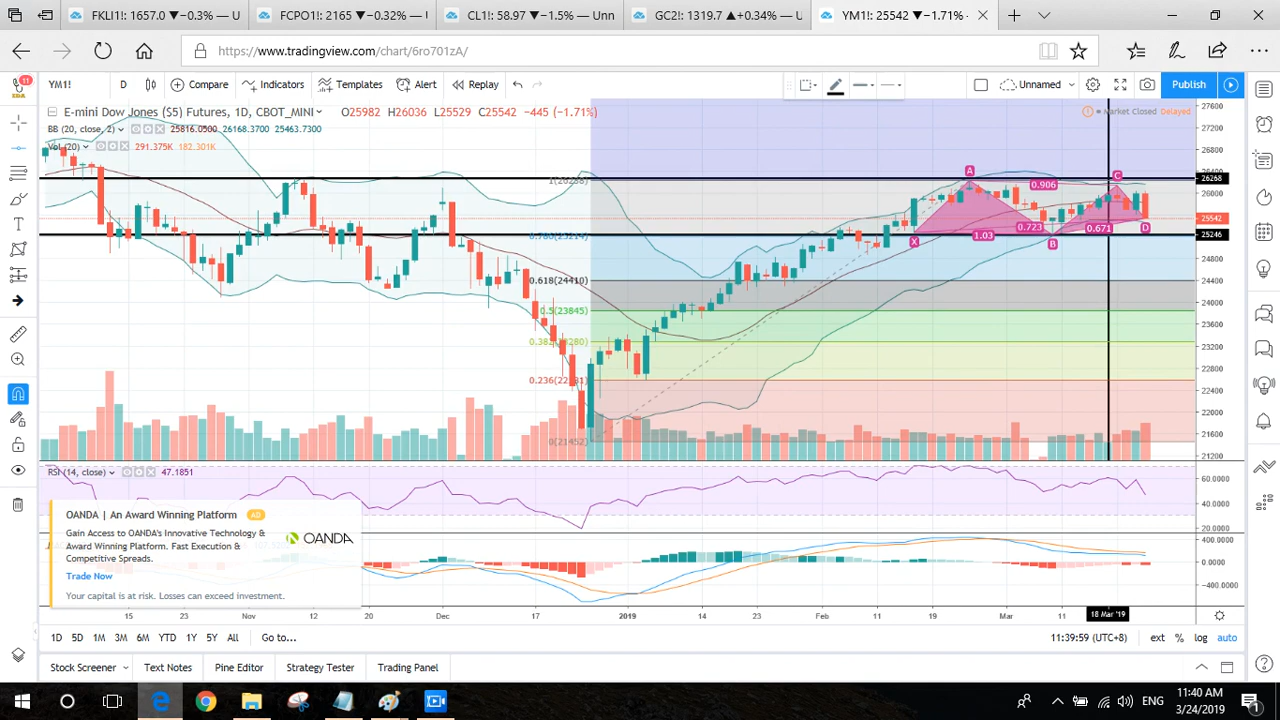 FKLI1!: 1657.0 ▼−0.3% — U
FCPO1!: 2165 ▼−0.32% — U
CL1!: 58.97 ▼−1.5% — Unn
GC2!: 1319.7 ▲+0.34% — U
YM1!: 25542 ▼−1.71% -
https://www.tradingview.com/chart/6ro701zA/
11
YM1! D Compare Indicators Templates Alert Replay Unnamed Publish
E-mini Dow Jones ($5) Futures, 1D, CBOT_MINI O25982 H26036 L25529 C25542 −445 (−1.71%)
Market Closed Delayed
BB (20, close, 2) 25816.0500 26168.3700 25463.7300
Vol (20) 291.375K 182.301K
27600
27200
26800
26400
26268
26000
25542
25246
24800
24400
24000
23600
23200
22800
22400
22000
21600
21200
0.618(24410)
0.5(23845)
0(21452)
A
0.906
C
X
1.03
0.723
B
0.671
D
RSI (14, close) 47.1851
60.0000
40.0000
20.0000
OANDA | An Award Winning Platform AD
Gain Access to OANDA's Innovative Technology &
Award Winning Platform. Fast Execution &
Competitive Spreads.
OANDA
Trade Now
Your capital is at risk. Losses can exceed investment.
400.0000
0.0000
−400.0000
15 23 Nov 12 20 Dec 17 2019 14 23 Feb 11 19 Mar 11 18 Mar '19
1D 5D 1M 3M 6M YTD 1Y 5Y All Go to... 11:39:59 (UTC+8) ext % log auto
Stock Screener Text Notes Pine Editor Strategy Tester Trading Panel
ENG
11:40 AM
3/24/2019
1